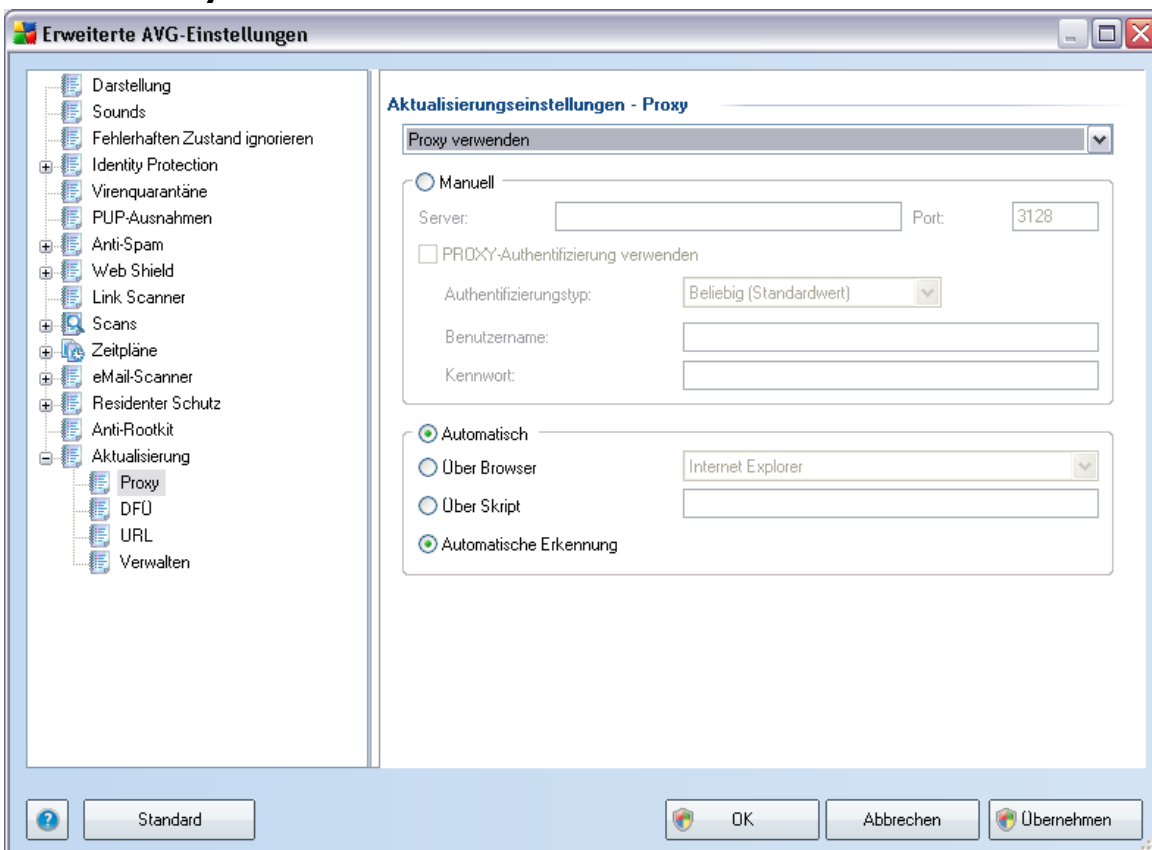 Erweiterte AVG-Einstellungen
Darstellung
Sounds
Fehlerhaften Zustand ignorieren
Identity Protection
Virenquarantäne
PUP-Ausnahmen
Anti-Spam
Web Shield
Link Scanner
Scans
Zeitpläne
eMail-Scanner
Residenter Schutz
Anti-Rootkit
Aktualisierung
Proxy
DFÜ
URL
Verwalten
Aktualisierungseinstellungen - Proxy
Proxy verwenden
Manuell
Server: Port: 3128
PROXY-Authentifizierung verwenden
Authentifizierungstyp: Beliebig (Standardwert)
Benutzername:
Kennwort:
Automatisch
Über Browser Internet Explorer
Über Skript
Automatische Erkennung
Standard OK Abbrechen Übernehmen